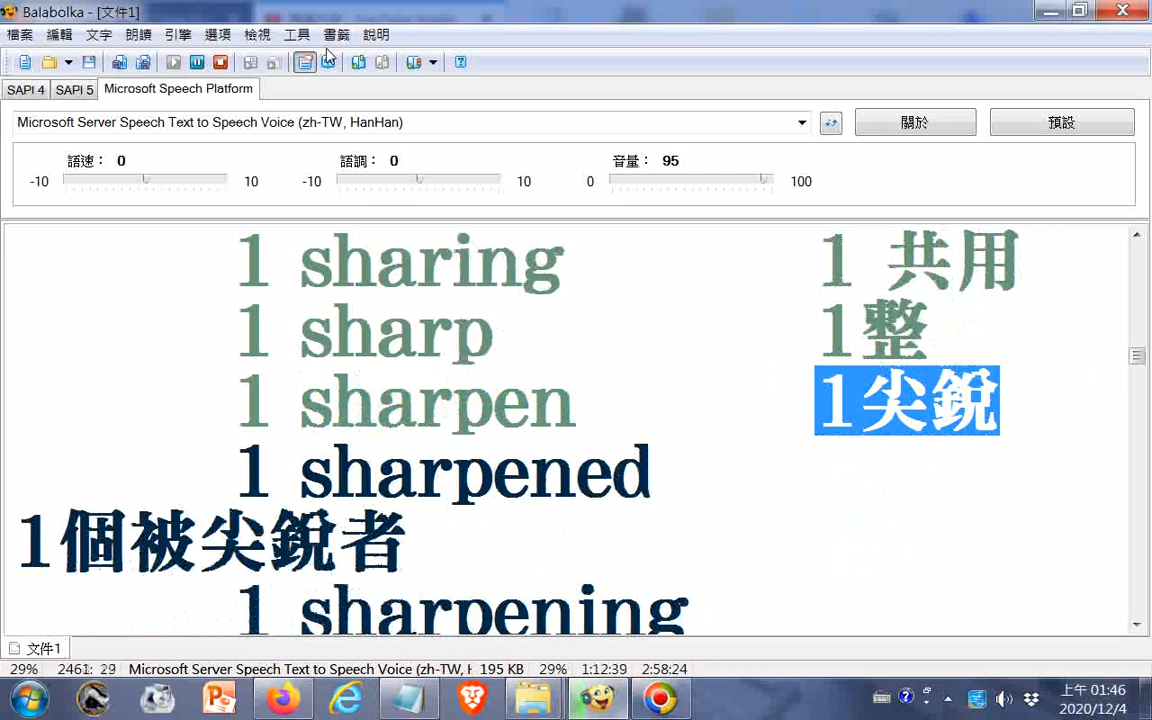 Balabolka - [文件1]
檔案 編輯 文字 朗讀 引擎 選項 檢視 工具 書籤 說明
SAPI 4 SAPI 5 Microsoft Speech Platform
Microsoft Server Speech Text to Speech Voice (zh-TW, HanHan) 關於 預設
語速： 0 語調： 0 音量： 95
-10 10 -10 10 0 100
1 sharing 1 共用
1 sharp 1整
1 sharpen 1尖銳
1 sharpened
1個被尖銳者
1 sharpening
文件1
29% 2461: 29 Microsoft Server Speech Text to Speech Voice (zh-TW, H 195 KB 29% 1:12:39 2:58:24
上午 01:46
2020/12/4